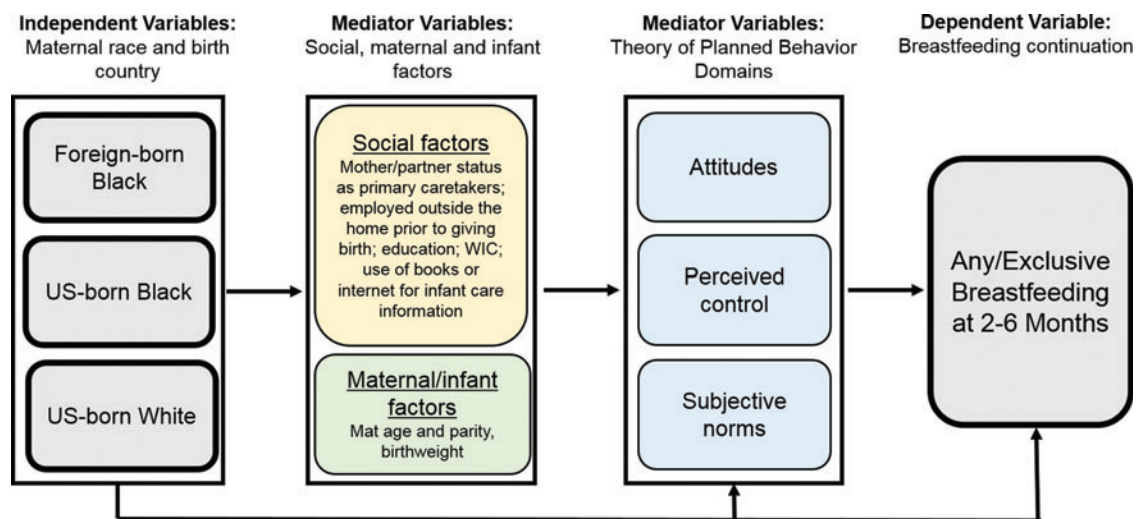 Independent Variables:
Maternal race and birth
country
Mediator Variables:
Social, maternal and infant
factors
Mediator Variables:
Theory of Planned Behavior
Domains
Dependent Variable:
Breastfeeding continuation
Foreign-born
Black
US-born Black
US-born White
Social factors
Mother/partner status
as primary caretakers;
employed outside the
home prior to giving
birth; education; WIC;
use of books or
internet for infant care
information
Maternal/infant
factors
Mat age and parity,
birthweight
Attitudes
Perceived
control
Subjective
norms
Any/Exclusive
Breastfeeding
at 2-6 Months